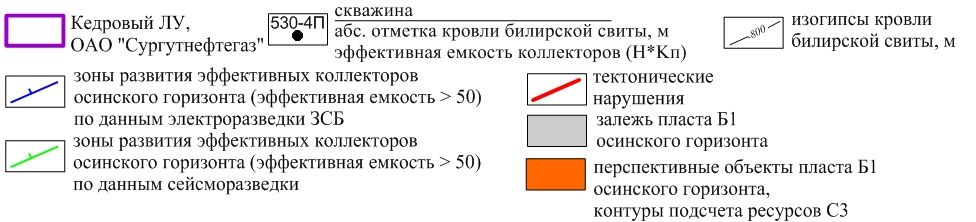 Кедровый ЛУ,
ОАО "Сургутнефтегаз"
530-4П
скважина
абс. отметка кровли билирской свиты, м
эффективная емкость коллекторов (Н*Кп)
-800-
изогипсы кровли
билирской свиты, м
зоны развития эффективных коллекторов
осинского горизонта (эффективная емкость > 50)
по данным электроразведки ЗСБ
зоны развития эффективных коллекторов
осинского горизонта (эффективная емкость > 50)
по данным сейсморазведки
тектонические
нарушения
залежь пласта Б1
осинского горизонта
перспективные объекты пласта Б1
осинского горизонта,
контуры подсчета ресурсов С3